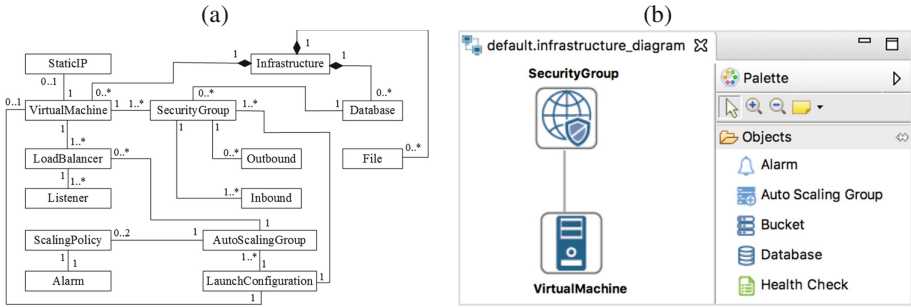 (a)
(b)
StaticIP
0..1
1
Infrastructure
1
1
1
1
0..*
0..*
0..*
0..1
VirtualMachine
1
1..*
SecurityGroup
1..*
1
Database
1
1..*
1
1
LoadBalancer
0..*
0..*
Outbound
File
0..*
1
1..*
Listener
1..*
Inbound
1
ScalingPolicy
0..2
1
AutoScalingGroup
1
1
1..*
1
Alarm
LaunchConfiguration
1
1
default.infrastructure_diagram
SecurityGroup
VirtualMachine
Palette
Objects
Alarm
Auto Scaling Group
Bucket
Database
Health Check